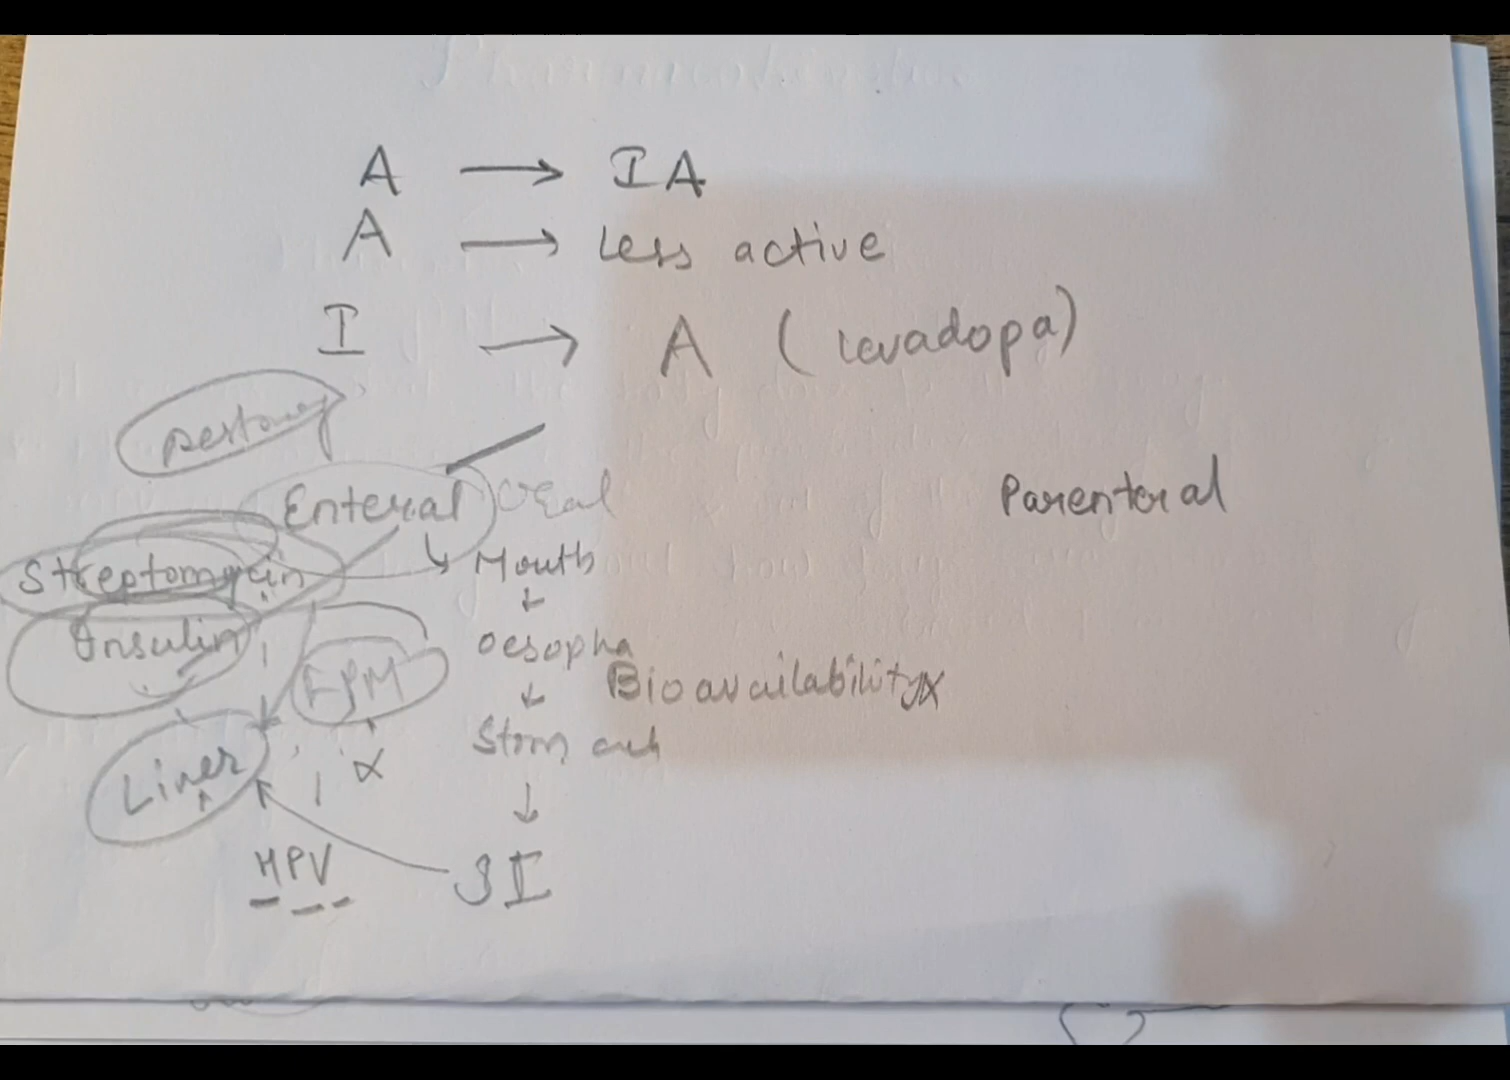 A → IA
A → Less active
I → A (levadopa)
Enteral Oral
Parenteral
Streptomycin
Mouth
↓
Insulin
Oesopha
FPM
↓
Bioavailability
Liver
Stomach
α
↓
HPV
SI